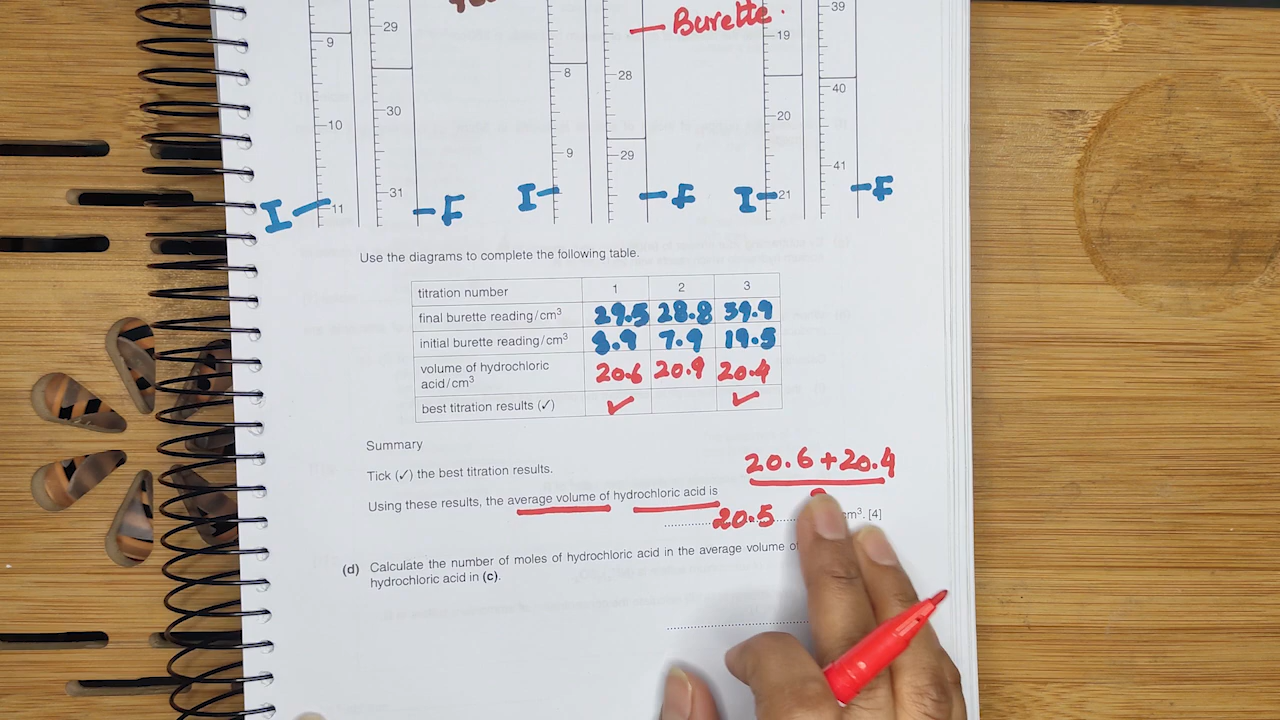 9
10
11
29
30
31
8
9
28
29
19
20
21
39
40
41
Burette.
I
F
I
F
I
F
Use the diagrams to complete the following table.
titration number 1 2 3
final burette reading/cm³ 29.5 28.8 39.9
initial burette reading/cm³ 8.9 7.9 19.5
volume of hydrochloric
acid/cm³ 20.6 20.9 20.4
best titration results (✓) ✓ ✓
Summary
Tick (✓) the best titration results.
20.6+20.4
Using these results, the average volume of hydrochloric acid is
20.5 cm³. [4]
(d) Calculate the number of moles of hydrochloric acid in the average volume of
hydrochloric acid in (c).